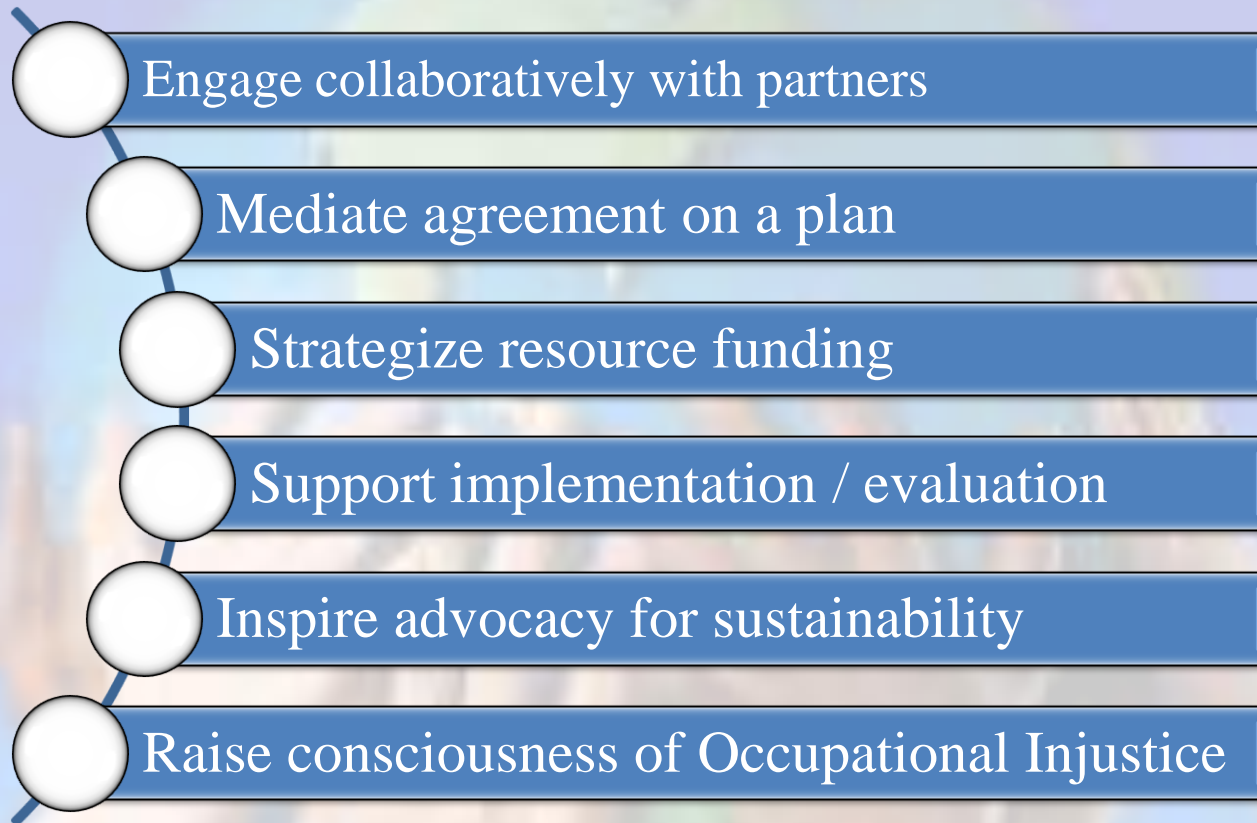 Engage collaboratively with partners
Mediate agreement on a plan
Strategize resource funding
Support implementation / evaluation
Inspire advocacy for sustainability
Raise consciousness of Occupational Injustice